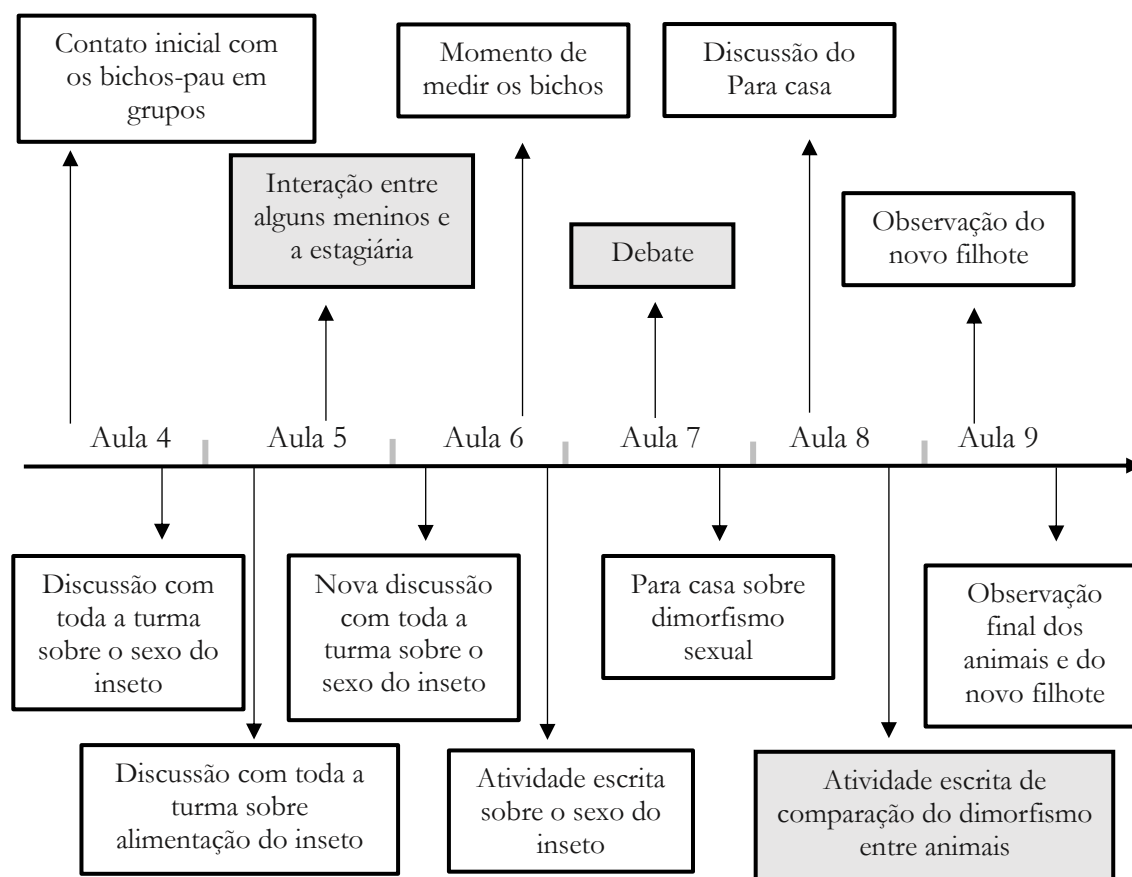 Contato inicial com
os bichos-pau em
grupos
Momento de
medir os bichos
Discussão do
Para casa
Interação entre
alguns meninos e
a estagiária
Debate
Observação do
novo filhote
Aula 4
Aula 5
Aula 6
Aula 7
Aula 8
Aula 9
Discussão com
toda a turma
sobre o sexo do
inseto
Nova discussão
com toda a
turma sobre o
sexo do inseto
Para casa sobre
dimorfismo
sexual
Observação
final dos
animais e do
novo filhote
Discussão com toda a
turma sobre
alimentação do inseto
Atividade escrita
sobre o sexo do
inseto
Atividade escrita de
comparação do dimorfismo
entre animais